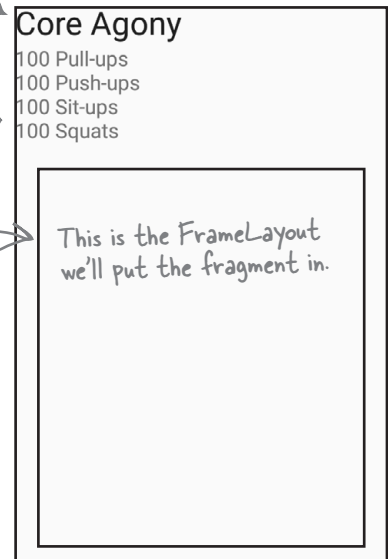 Core Agony
100 Pull-ups
100 Push-ups
100 Sit-ups
100 Squats
This is the FrameLayout
we'll put the fragment in.